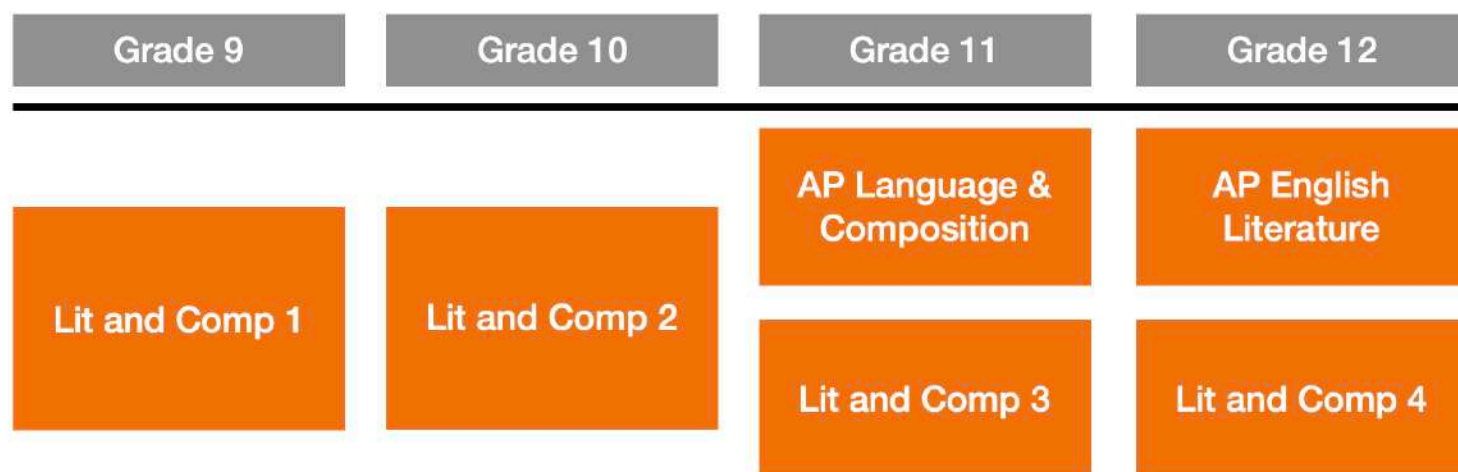 Grade 9
Grade 10
Grade 11
Grade 12
AP Language &
Composition
AP English
Literature
Lit and Comp 1
Lit and Comp 2
Lit and Comp 3
Lit and Comp 4